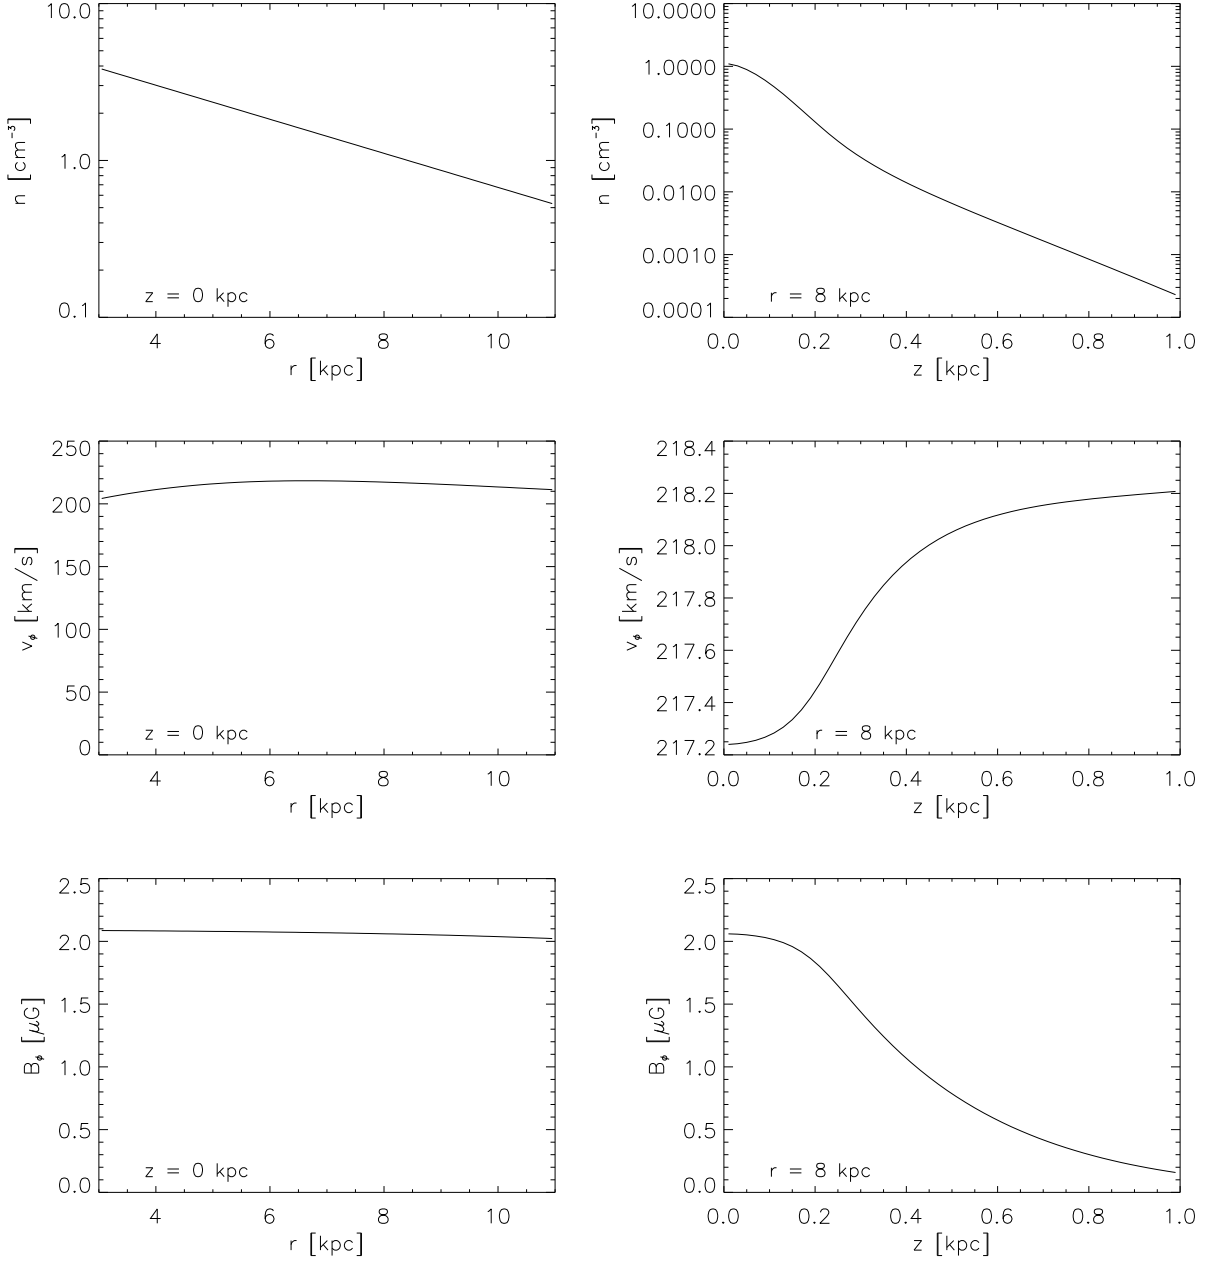 10.0
1.0
0.1
n [cm⁻³]
z = 0 kpc
4 6 8 10
r [kpc]
10.0000
1.0000
0.1000
0.0100
0.0010
0.0001
n [cm⁻³]
r = 8 kpc
0.0 0.2 0.4 0.6 0.8 1.0
z [kpc]
250
200
150
100
50
0
v_ϕ [km/s]
z = 0 kpc
4 6 8 10
r [kpc]
218.4
218.2
218.0
217.8
217.6
217.4
217.2
v_ϕ [km/s]
r = 8 kpc
0.0 0.2 0.4 0.6 0.8 1.0
z [kpc]
2.5
2.0
1.5
1.0
0.5
0.0
B_ϕ [μG]
z = 0 kpc
4 6 8 10
r [kpc]
2.5
2.0
1.5
1.0
0.5
0.0
B_ϕ [μG]
r = 8 kpc
0.0 0.2 0.4 0.6 0.8 1.0
z [kpc]